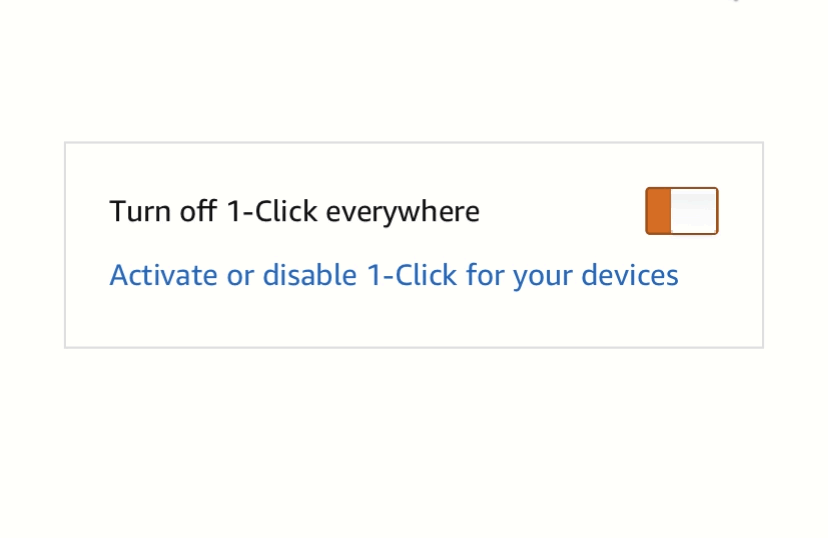 Turn off 1-Click everywhere
Activate or disable 1-Click for your devices